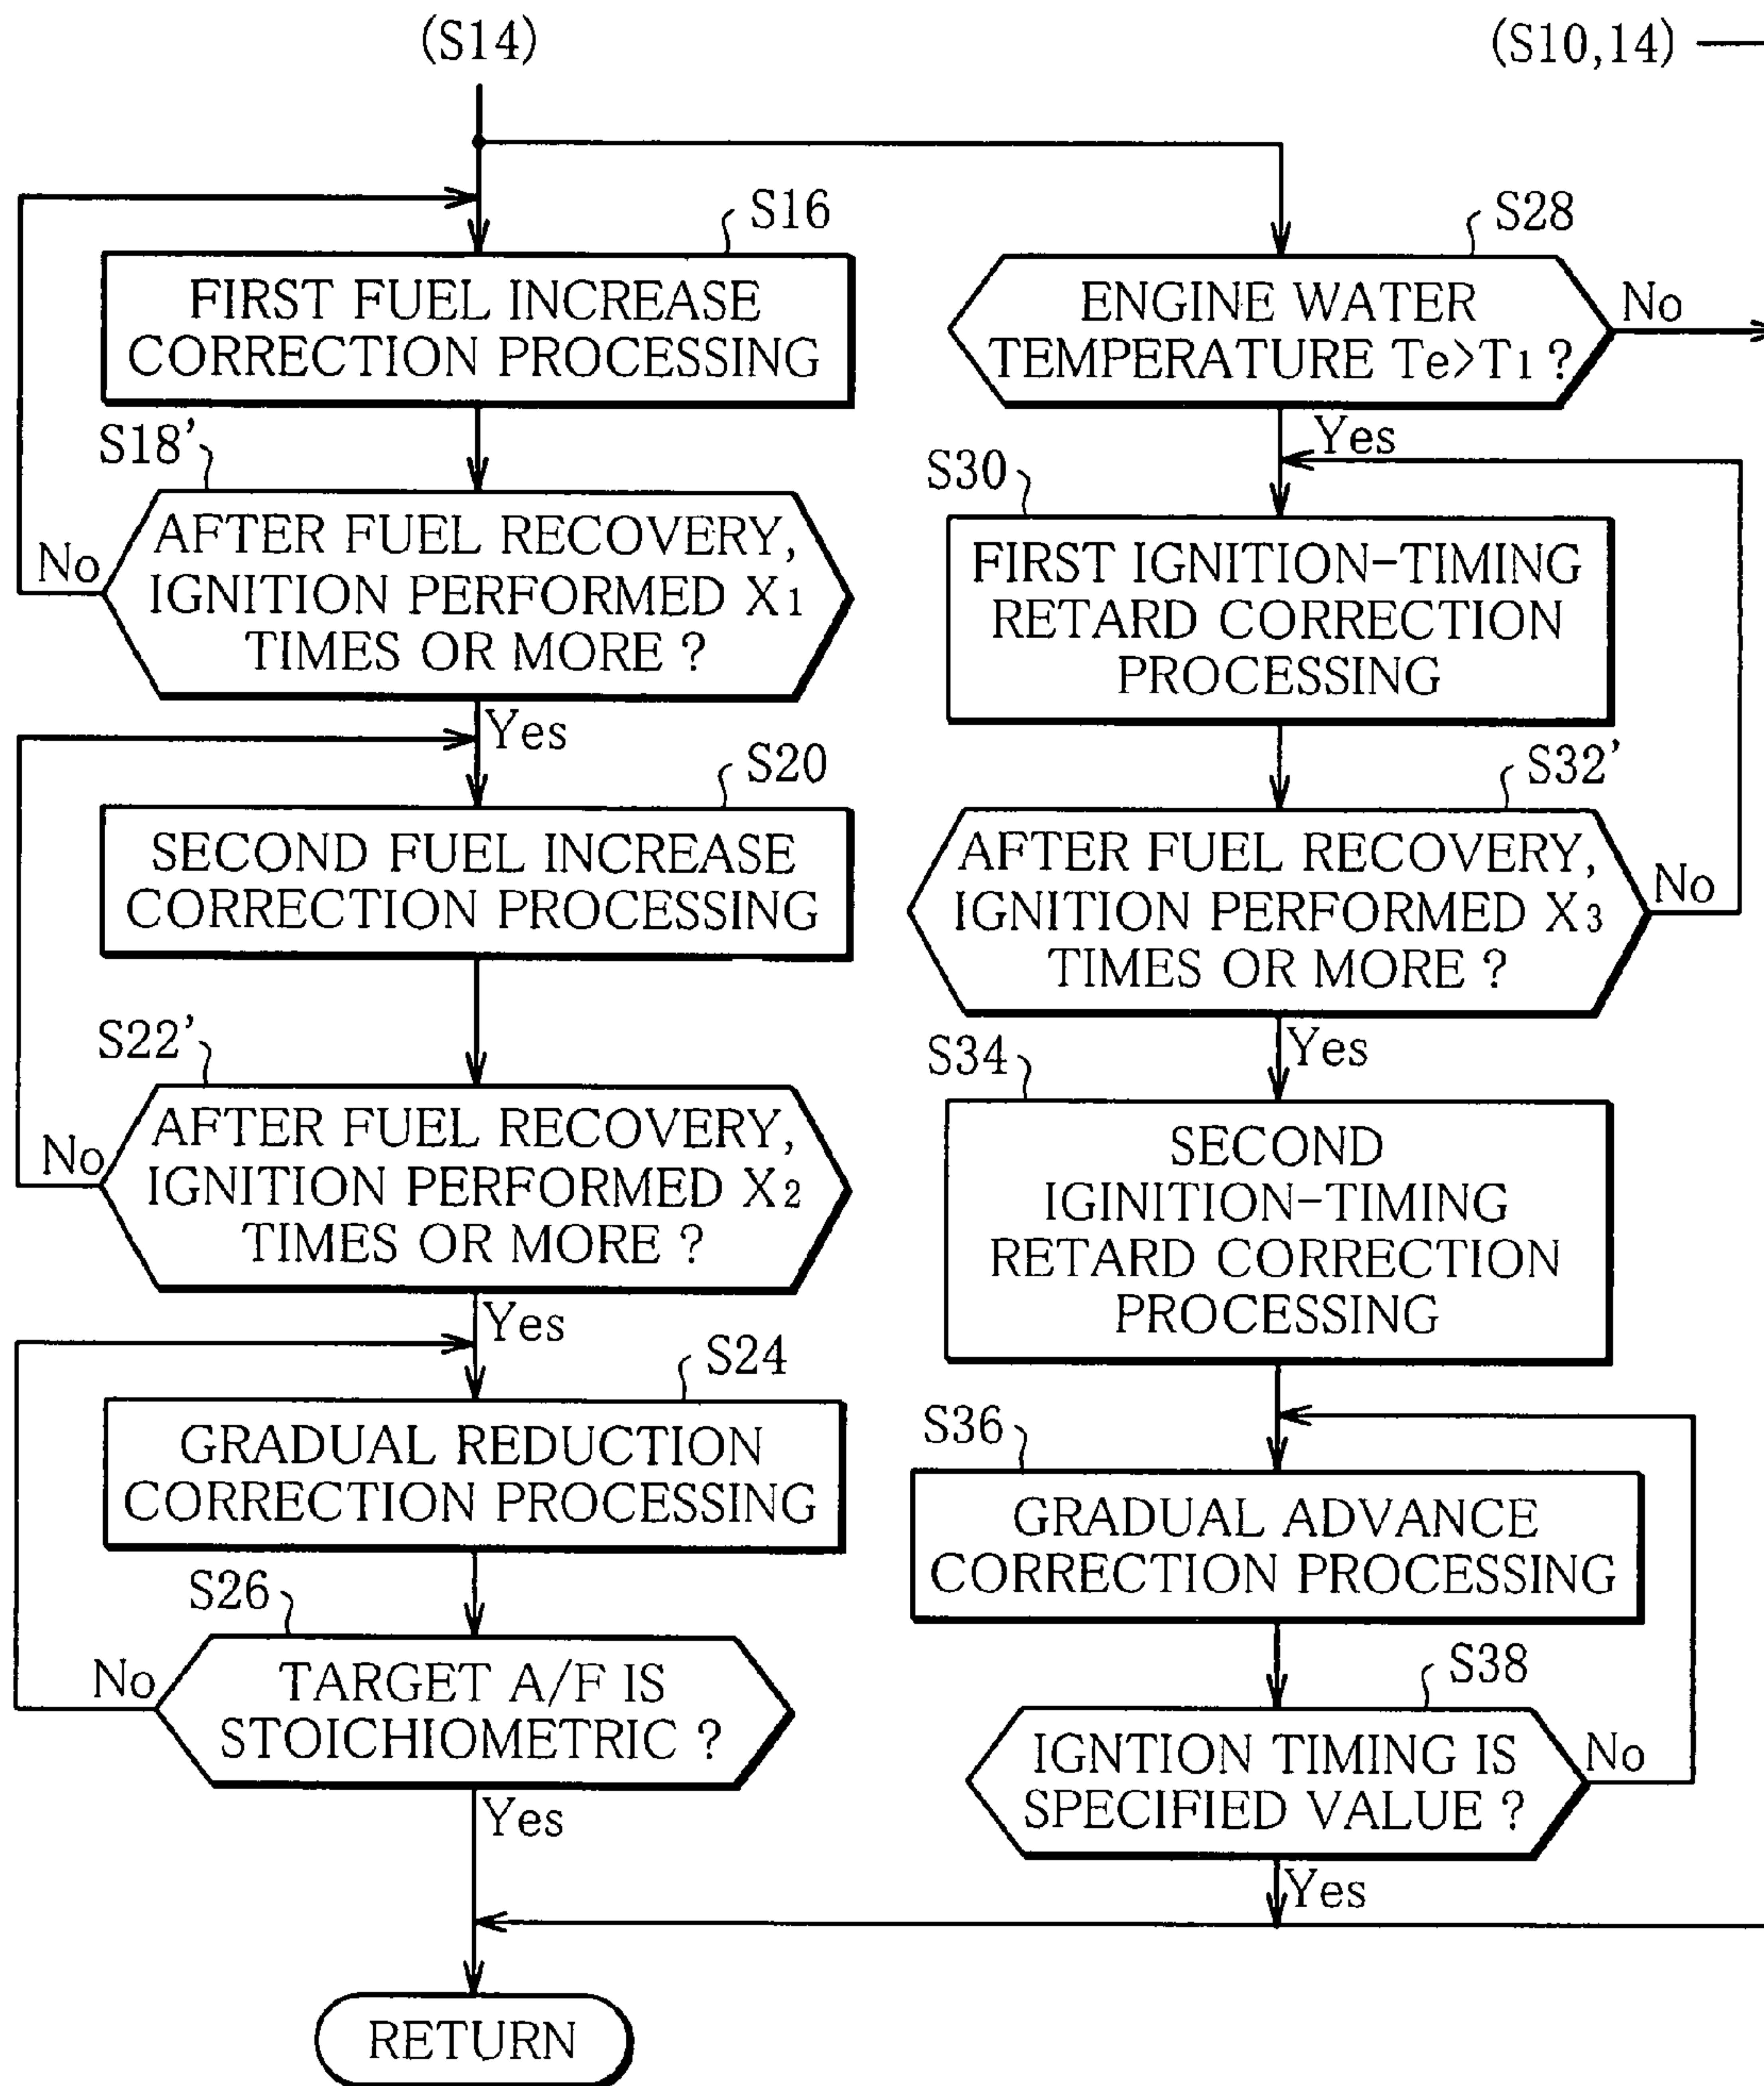 (S14)
(S10,14)
S16
FIRST FUEL INCREASE
CORRECTION PROCESSING
S18'
AFTER FUEL RECOVERY,
IGNITION PERFORMED X1
TIMES OR MORE ?
No
Yes
S20
SECOND FUEL INCREASE
CORRECTION PROCESSING
S22'
AFTER FUEL RECOVERY,
IGNITION PERFORMED X2
TIMES OR MORE ?
No
Yes
S24
GRADUAL REDUCTION
CORRECTION PROCESSING
S26
TARGET A/F IS
STOICHIOMETRIC ?
No
Yes
RETURN
S28
ENGINE WATER
TEMPERATURE Te>T1 ?
No
Yes
S30
FIRST IGNITION-TIMING
RETARD CORRECTION
PROCESSING
S32'
AFTER FUEL RECOVERY,
IGNITION PERFORMED X3
TIMES OR MORE ?
No
Yes
S34
SECOND
IGINITION-TIMING
RETARD CORRECTION
PROCESSING
S36
GRADUAL ADVANCE
CORRECTION PROCESSING
S38
IGNTION TIMING IS
SPECIFIED VALUE ?
No
Yes